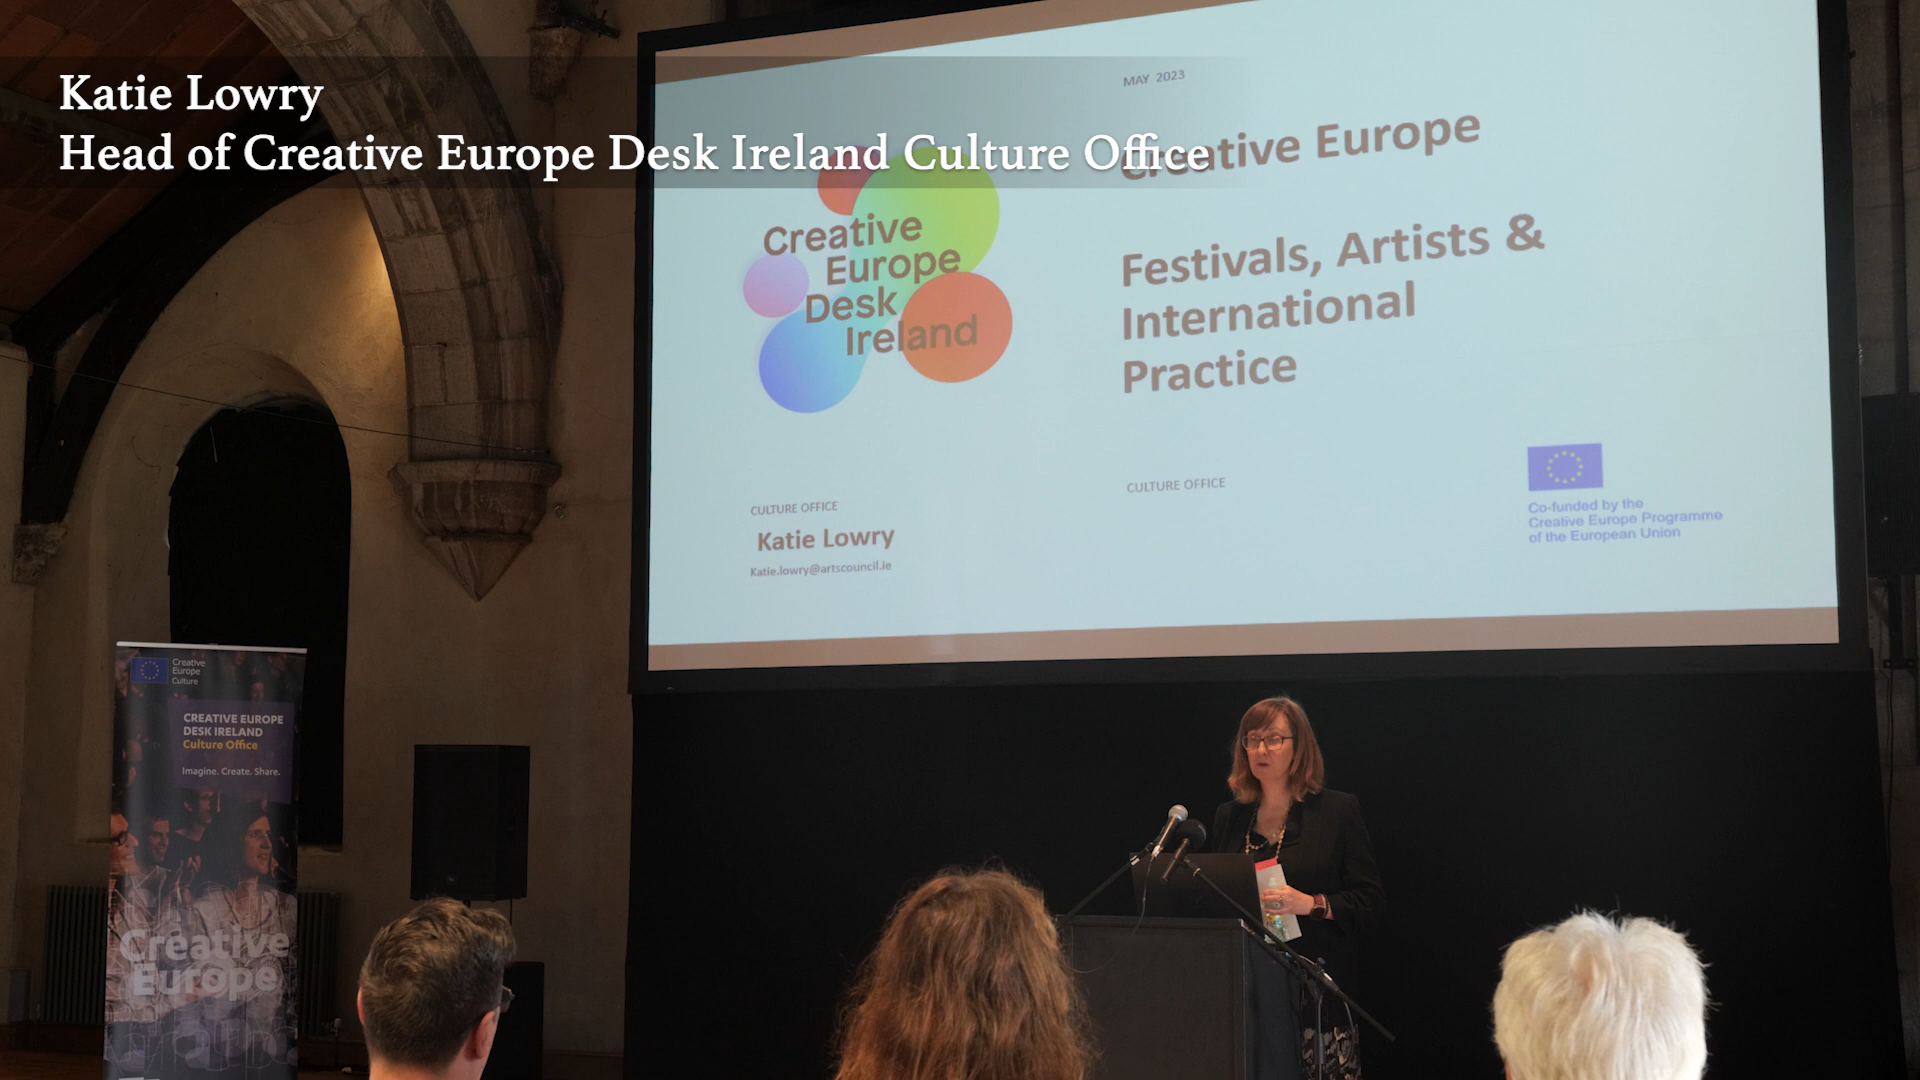 Katie Lowry
Head of Creative Europe Desk Ireland Culture Office
MAY 2023
Creative Europe
Festivals, Artists &
International
Practice
Creative
Europe
Desk
Ireland
CULTURE OFFICE
Katie Lowry
Katie.lowry@artscouncil.ie
CULTURE OFFICE
Co-funded by the
Creative Europe Programme
of the European Union
Creative
Europe
Culture
CREATIVE EUROPE
DESK IRELAND
Culture Office
Imagine. Create. Share.
Creative
Europe